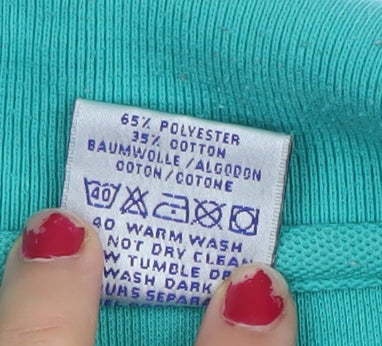 65% POLYESTER
35% COTTON
BAUMWOLLE/ALGODON
COTON/COTONE
40
40 WARM WASH
NOT DRY CLEAN
TUMBLE
WASH DARK